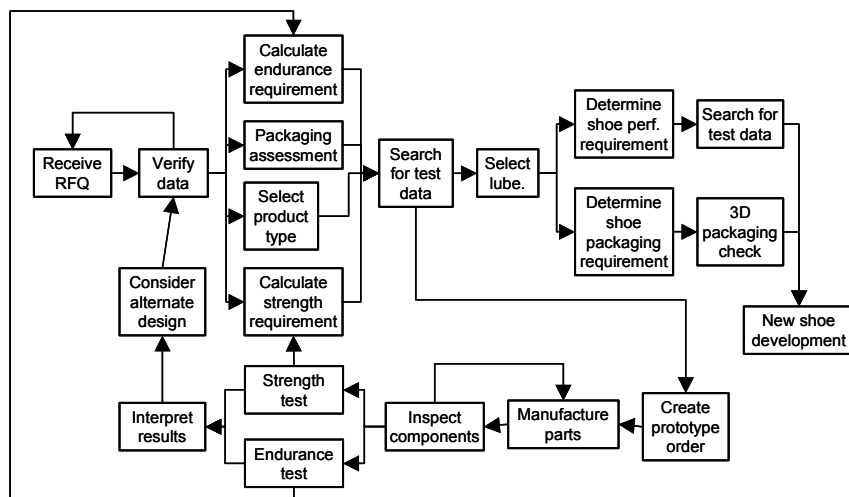 Calculate
endurance
requirement
Packaging
assessment
Receive
RFQ
Verify
data
Select
product
type
Calculate
strength
requirement
Search
for test
data
Select
lube.
Determine
shoe perf.
requirement
Search for
test data
Determine
shoe
packaging
requirement
3D
packaging
check
New shoe
development
Consider
alternate
design
Interpret
results
Strength
test
Endurance
test
Inspect
components
Manufacture
parts
Create
prototype
order